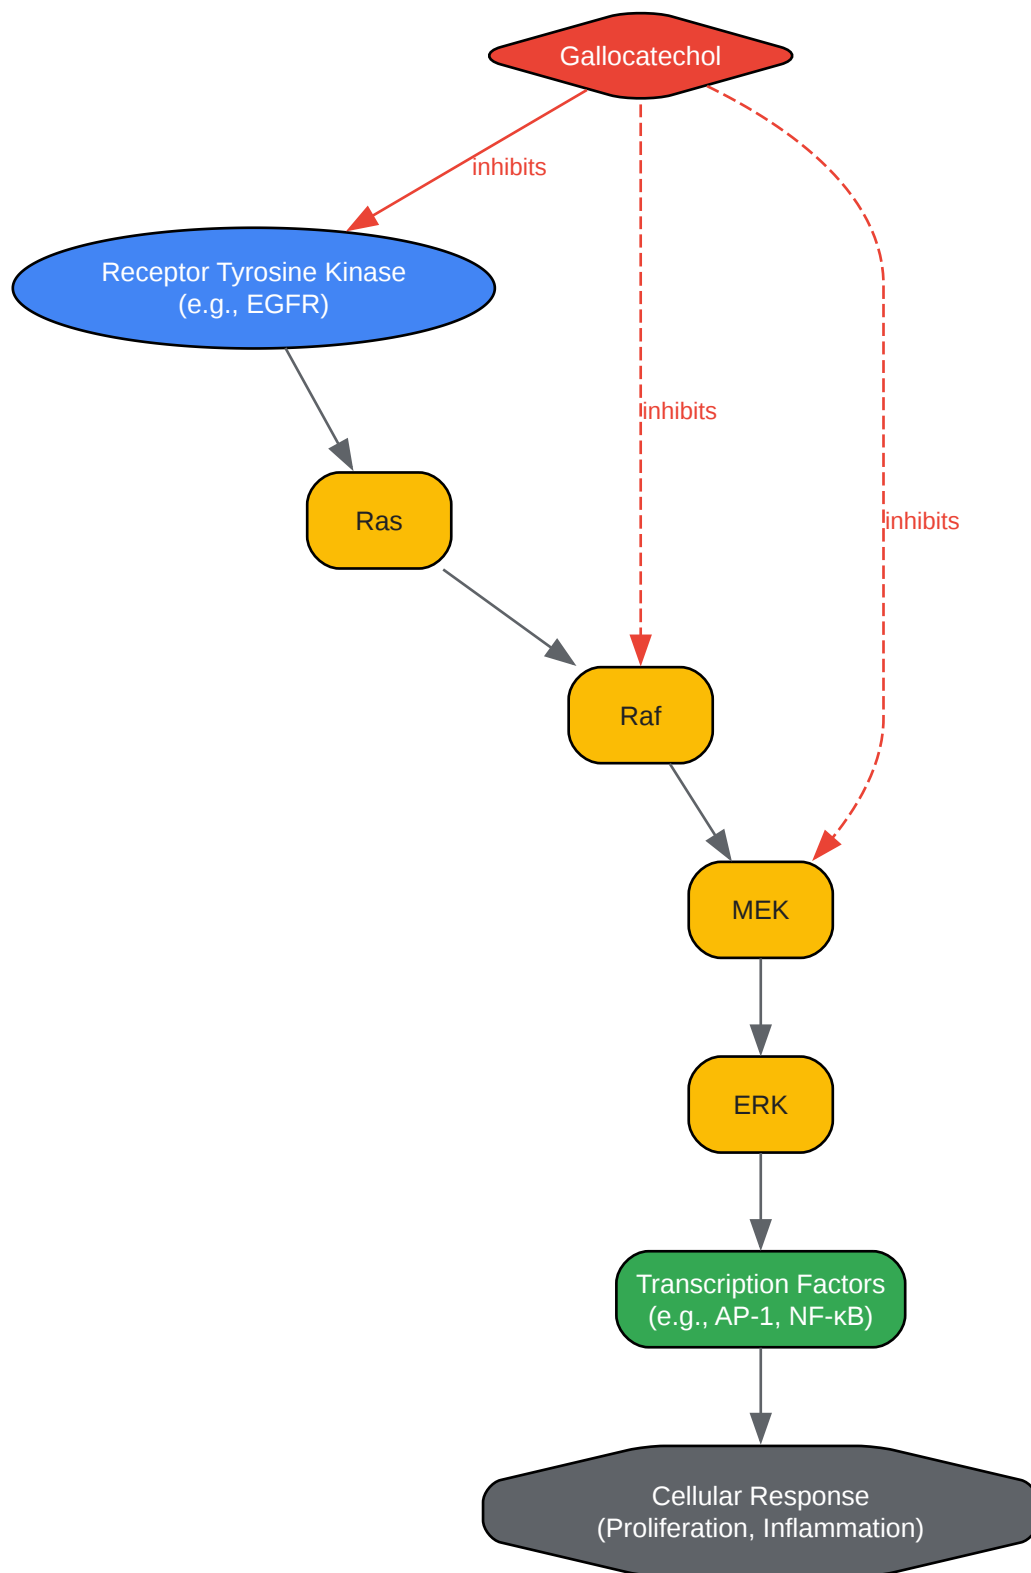 Gallocatechol
inhibits
Receptor Tyrosine Kinase
(e.g., EGFR)
inhibits
Ras
inhibits
Raf
MEK
ERK
Transcription Factors
(e.g., AP-1, NF-κB)
Cellular Response
(Proliferation, Inflammation)